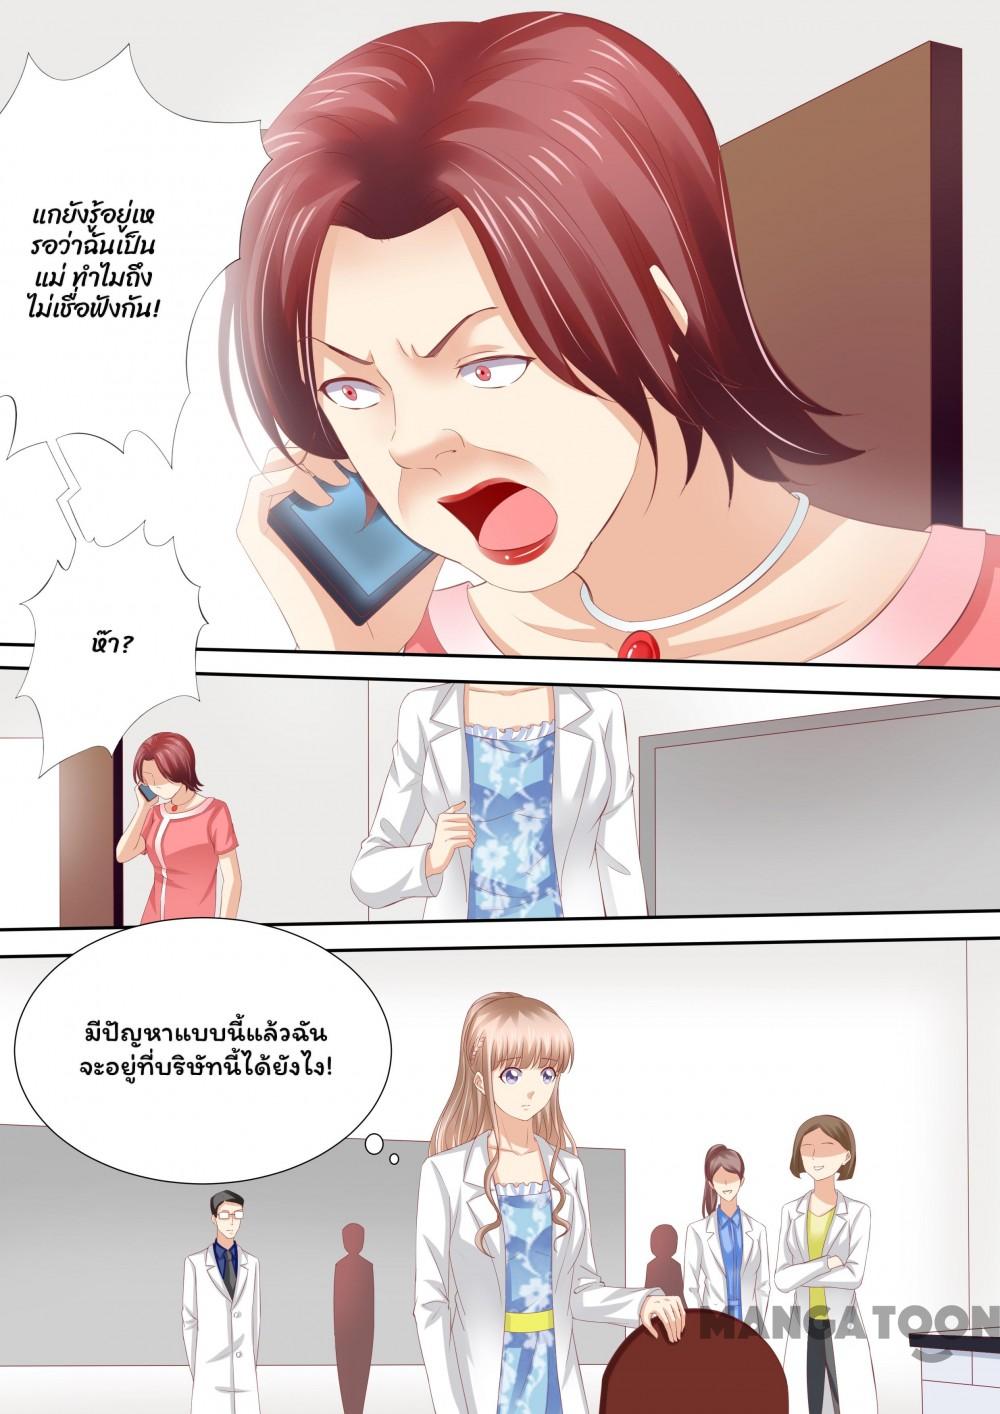 แกยังรู้อยู่เห
รอว่าฉันเป็น
แม่ ทำไมถึง
ไม่เชื่อฟังกัน!
ห๊า?
มีปัญหาแบบนี้แล้วฉัน
จะอยู่ที่บริษัทนี้ได้ยังไง!
MANGATOON